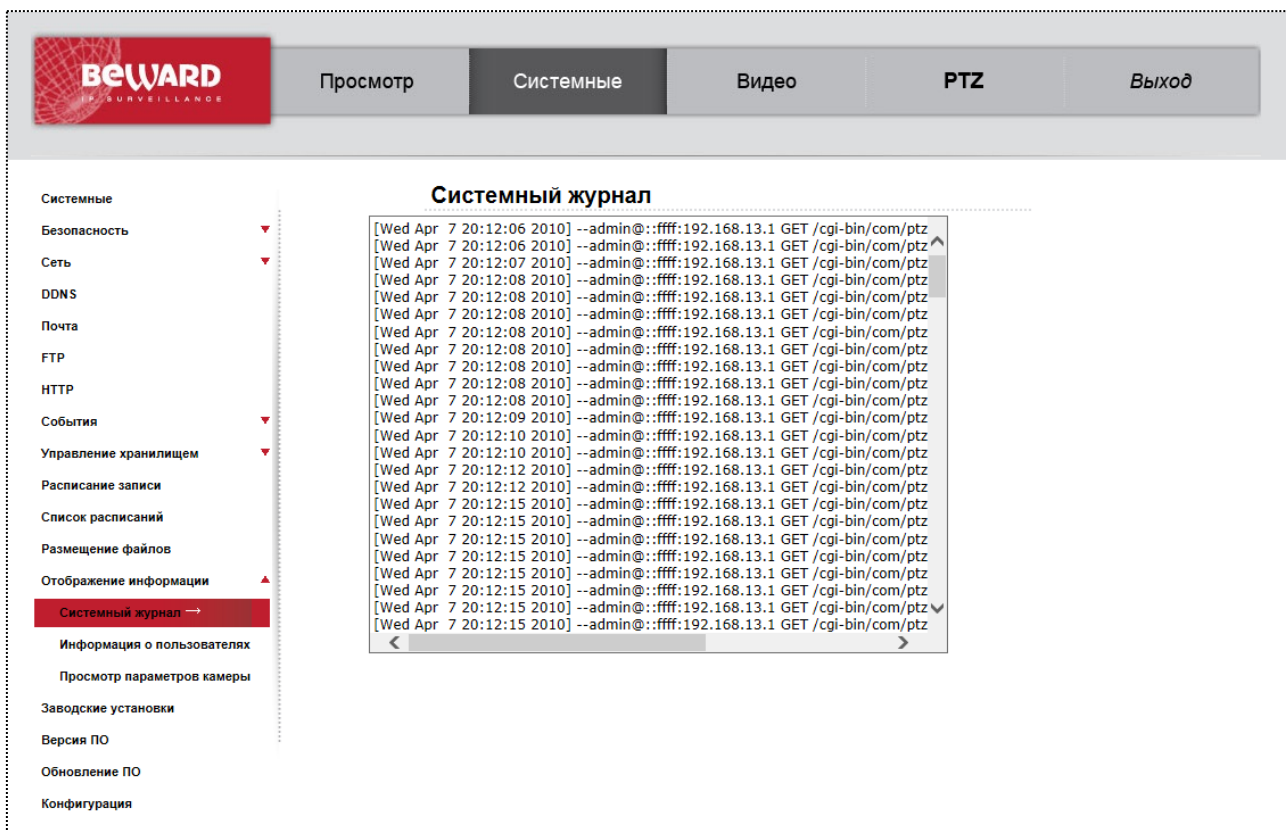 BEWARD
IP SURVEILLANCE
Просмотр
Системные
Видео
PTZ
Выход
Системные
Безопасность
Сеть
DDNS
Почта
FTP
HTTP
События
Управление хранилищем
Расписание записи
Список расписаний
Размещение файлов
Отображение информации
Системный журнал →
Информация о пользователях
Просмотр параметров камеры
Заводские установки
Версия ПО
Обновление ПО
Конфигурация
Системный журнал
[Wed Apr 7 20:12:06 2010] --admin@::ffff:192.168.13.1 GET /cgi-bin/com/ptz
[Wed Apr 7 20:12:06 2010] --admin@::ffff:192.168.13.1 GET /cgi-bin/com/ptz
[Wed Apr 7 20:12:07 2010] --admin@::ffff:192.168.13.1 GET /cgi-bin/com/ptz
[Wed Apr 7 20:12:08 2010] --admin@::ffff:192.168.13.1 GET /cgi-bin/com/ptz
[Wed Apr 7 20:12:08 2010] --admin@::ffff:192.168.13.1 GET /cgi-bin/com/ptz
[Wed Apr 7 20:12:08 2010] --admin@::ffff:192.168.13.1 GET /cgi-bin/com/ptz
[Wed Apr 7 20:12:08 2010] --admin@::ffff:192.168.13.1 GET /cgi-bin/com/ptz
[Wed Apr 7 20:12:08 2010] --admin@::ffff:192.168.13.1 GET /cgi-bin/com/ptz
[Wed Apr 7 20:12:08 2010] --admin@::ffff:192.168.13.1 GET /cgi-bin/com/ptz
[Wed Apr 7 20:12:08 2010] --admin@::ffff:192.168.13.1 GET /cgi-bin/com/ptz
[Wed Apr 7 20:12:08 2010] --admin@::ffff:192.168.13.1 GET /cgi-bin/com/ptz
[Wed Apr 7 20:12:09 2010] --admin@::ffff:192.168.13.1 GET /cgi-bin/com/ptz
[Wed Apr 7 20:12:10 2010] --admin@::ffff:192.168.13.1 GET /cgi-bin/com/ptz
[Wed Apr 7 20:12:10 2010] --admin@::ffff:192.168.13.1 GET /cgi-bin/com/ptz
[Wed Apr 7 20:12:12 2010] --admin@::ffff:192.168.13.1 GET /cgi-bin/com/ptz
[Wed Apr 7 20:12:12 2010] --admin@::ffff:192.168.13.1 GET /cgi-bin/com/ptz
[Wed Apr 7 20:12:15 2010] --admin@::ffff:192.168.13.1 GET /cgi-bin/com/ptz
[Wed Apr 7 20:12:15 2010] --admin@::ffff:192.168.13.1 GET /cgi-bin/com/ptz
[Wed Apr 7 20:12:15 2010] --admin@::ffff:192.168.13.1 GET /cgi-bin/com/ptz
[Wed Apr 7 20:12:15 2010] --admin@::ffff:192.168.13.1 GET /cgi-bin/com/ptz
[Wed Apr 7 20:12:15 2010] --admin@::ffff:192.168.13.1 GET /cgi-bin/com/ptz
[Wed Apr 7 20:12:15 2010] --admin@::ffff:192.168.13.1 GET /cgi-bin/com/ptz
[Wed Apr 7 20:12:15 2010] --admin@::ffff:192.168.13.1 GET /cgi-bin/com/ptz
[Wed Apr 7 20:12:15 2010] --admin@::ffff:192.168.13.1 GET /cgi-bin/com/ptz